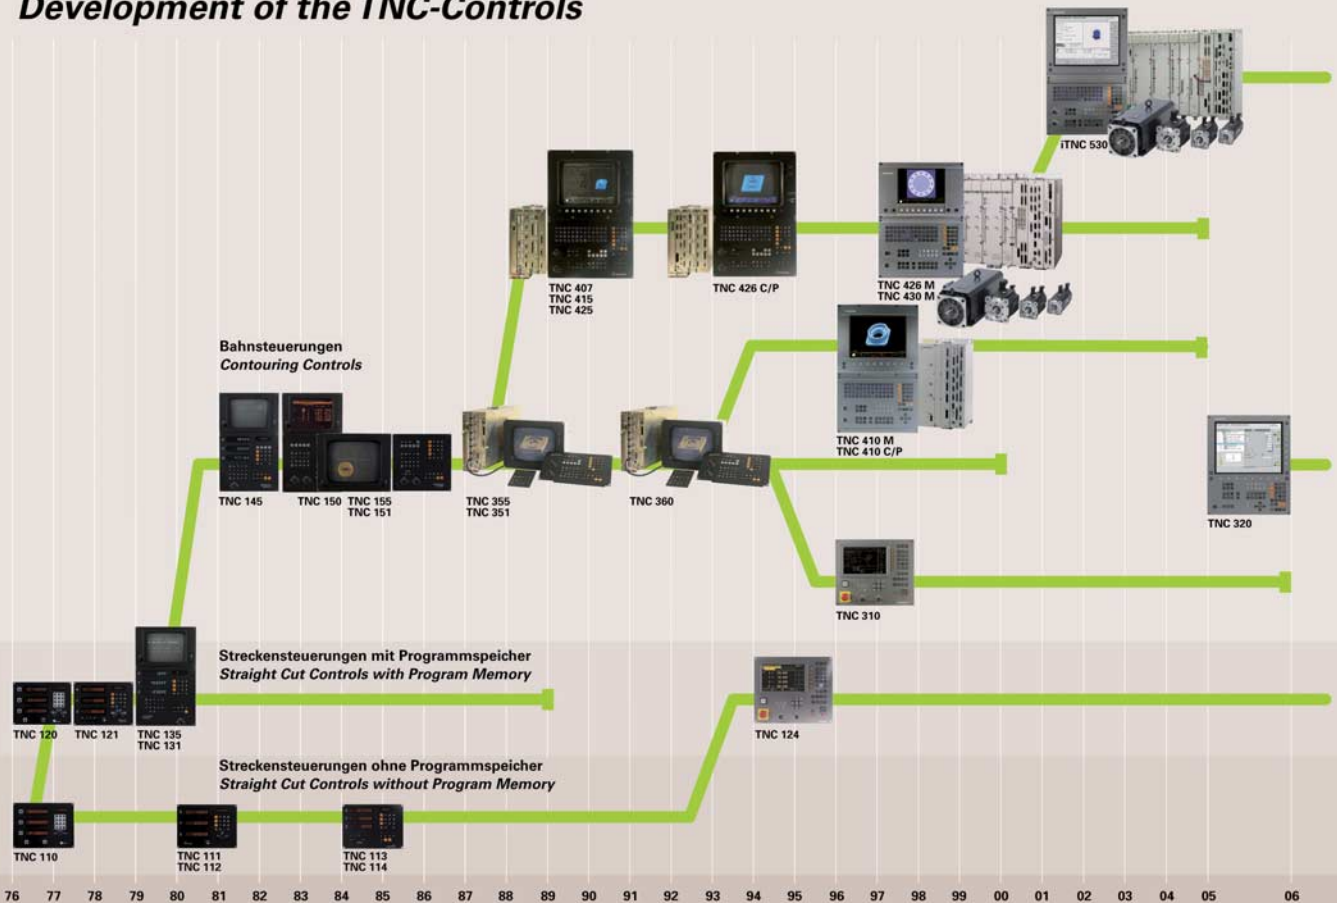 Development of the TNC-Controls
iTNC 530
TNC 407
TNC 415
TNC 425
TNC 426 C/P
TNC 426 M
TNC 430 M
Bahnsteuerungen
Contouring Controls
TNC 145
TNC 150
TNC 155
TNC 151
TNC 355
TNC 351
TNC 360
TNC 410 M
TNC 410 C/P
TNC 320
TNC 310
Streckensteuerungen mit Programmspeicher
Straight Cut Controls with Program Memory
TNC 120
TNC 121
TNC 135
TNC 131
TNC 124
Streckensteuerungen ohne Programmspeicher
Straight Cut Controls without Program Memory
TNC 110
TNC 111
TNC 112
TNC 113
TNC 114
76 77 78 79 80 81 82 83 84 85 86 87 88 89 90 91 92 93 94 95 96 97 98 99 00 01 02 03 04 05 06